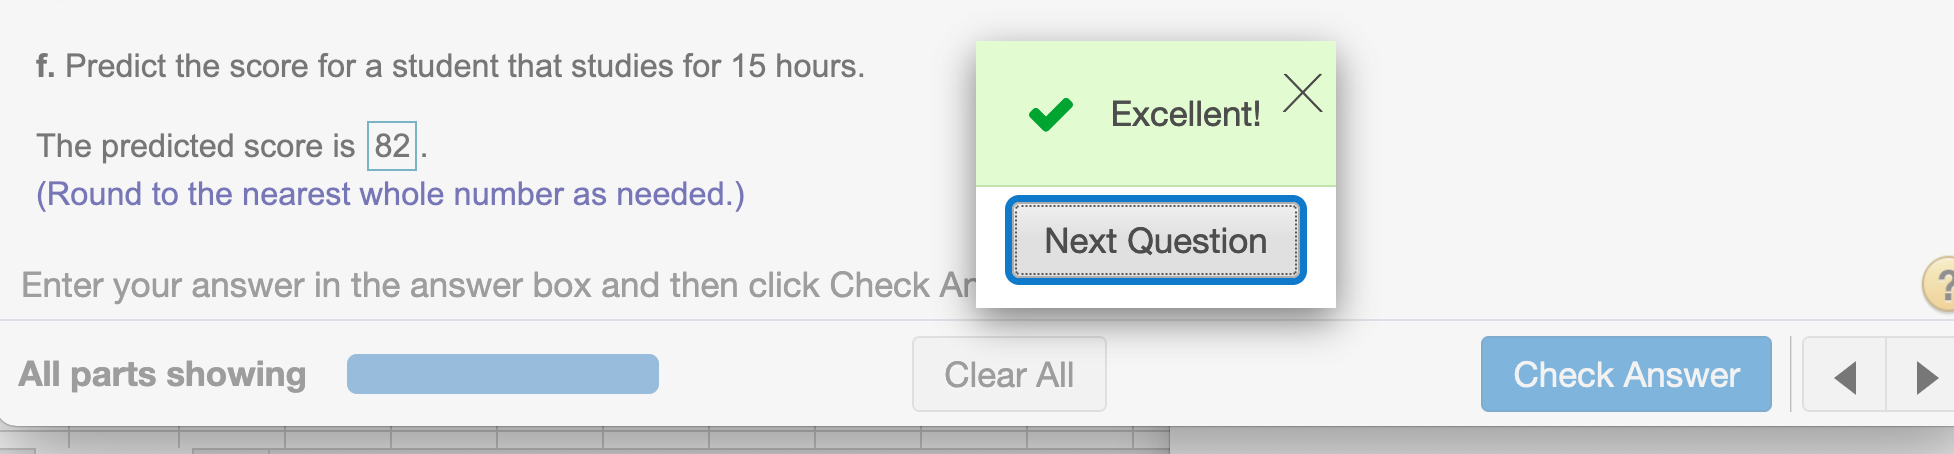 f. Predict the score for a student that studies for 15 hours.
The predicted score is 82.
(Round to the nearest whole number as needed.)
Excellent!
Next Question
Enter your answer in the answer box and then click Check
?
All parts showing
Clear All
Check Answer